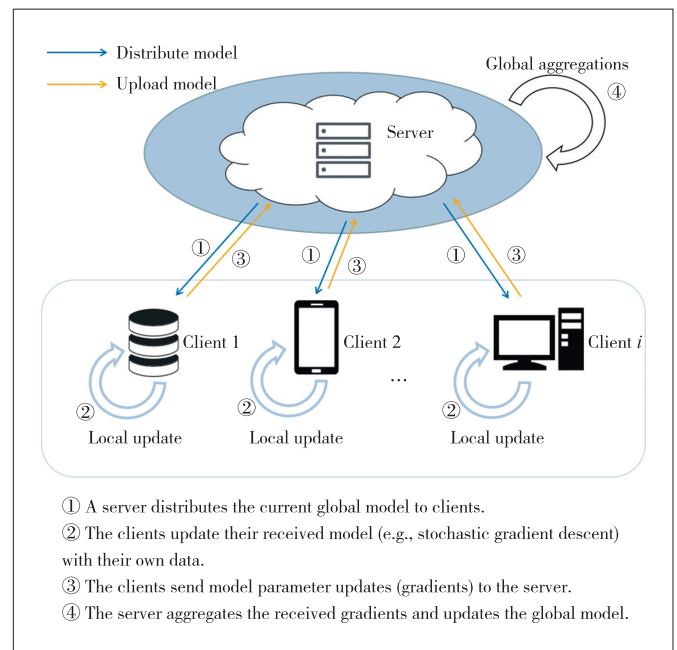 Distribute model
Upload model
Global aggregations
④
Server
① ③ ① ③ ① ③
Client 1
Client 2
Client i
...
② ② ②
Local update
Local update
Local update
① A server distributes the current global model to clients.
② The clients update their received model (e.g., stochastic gradient descent)
with their own data.
③ The clients send model parameter updates (gradients) to the server.
④ The server aggregates the received gradients and updates the global model.